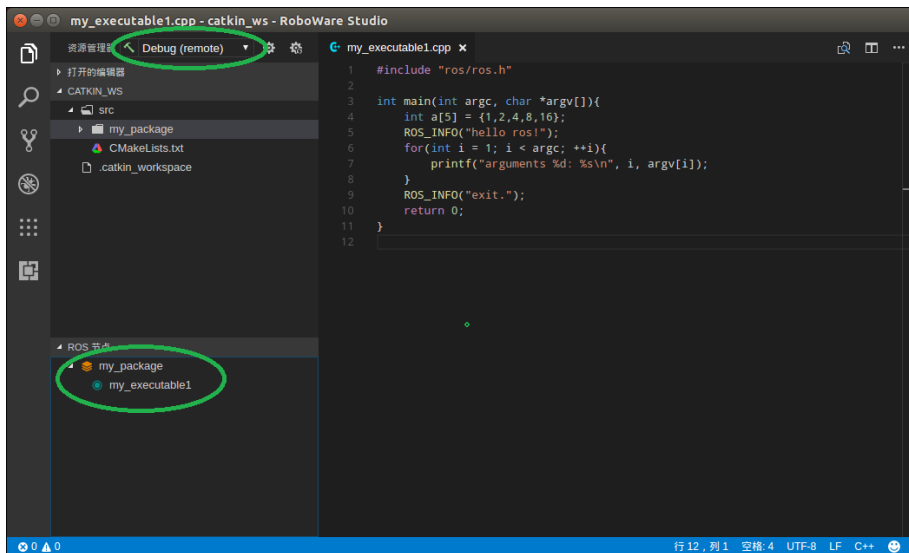 my_executable1.cpp - catkin_ws - RoboWare Studio
资源管理器 Debug (remote)
my_executable1.cpp
打开的编辑器
CATKIN_WS
src
my_package
CMakeLists.txt
.catkin_workspace
1 #include "ros/ros.h"
2
3 int main(int argc, char *argv[]){
4 int a[5] = {1,2,4,8,16};
5 ROS_INFO("hello ros!");
6 for(int i = 1; i < argc; ++i){
7 printf("arguments %d: %s\n", i, argv[i]);
8 }
9 ROS_INFO("exit.");
10 return 0;
11 }
12
ROS 节点
my_package
my_executable1
0 0 行 12 , 列 1 空格: 4 UTF-8 LF C++